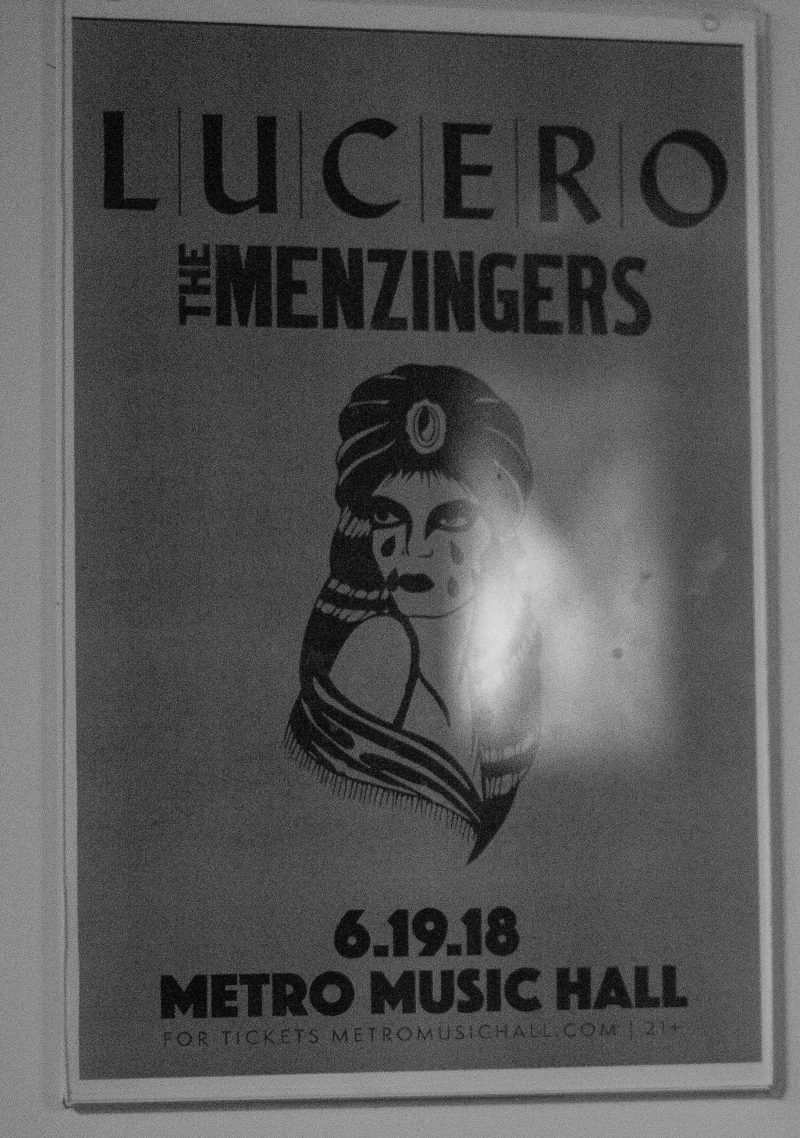 LUCERO
THE MENZINGERS
6.19.18
METRO MUSIC HALL
FOR TICKETS METROMUSICHALL.COM | 21+